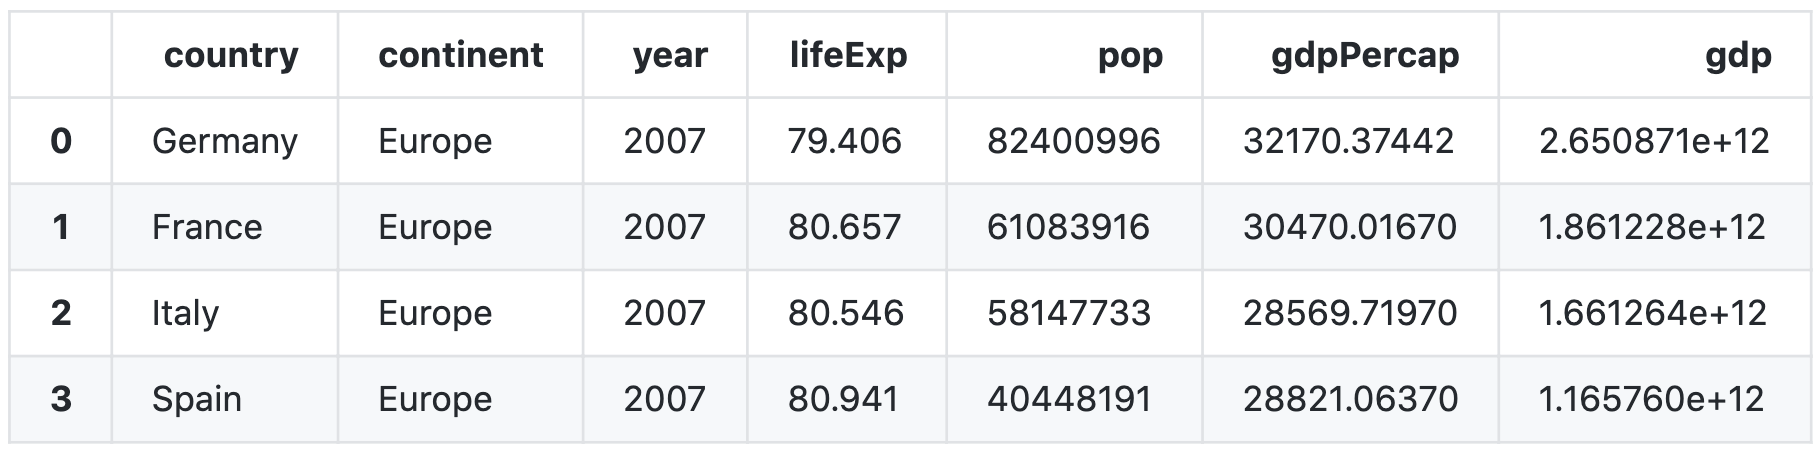 country continent year lifeExp pop gdpPercap gdp
0 Germany Europe 2007 79.406 82400996 32170.37442 2.650871e+12
1 France Europe 2007 80.657 61083916 30470.01670 1.861228e+12
2 Italy Europe 2007 80.546 58147733 28569.71970 1.661264e+12
3 Spain Europe 2007 80.941 40448191 28821.06370 1.165760e+12